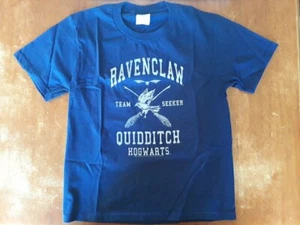 RAVENCLAW
TEAM SEEKER
QUIDDITCH
HOGWARTS